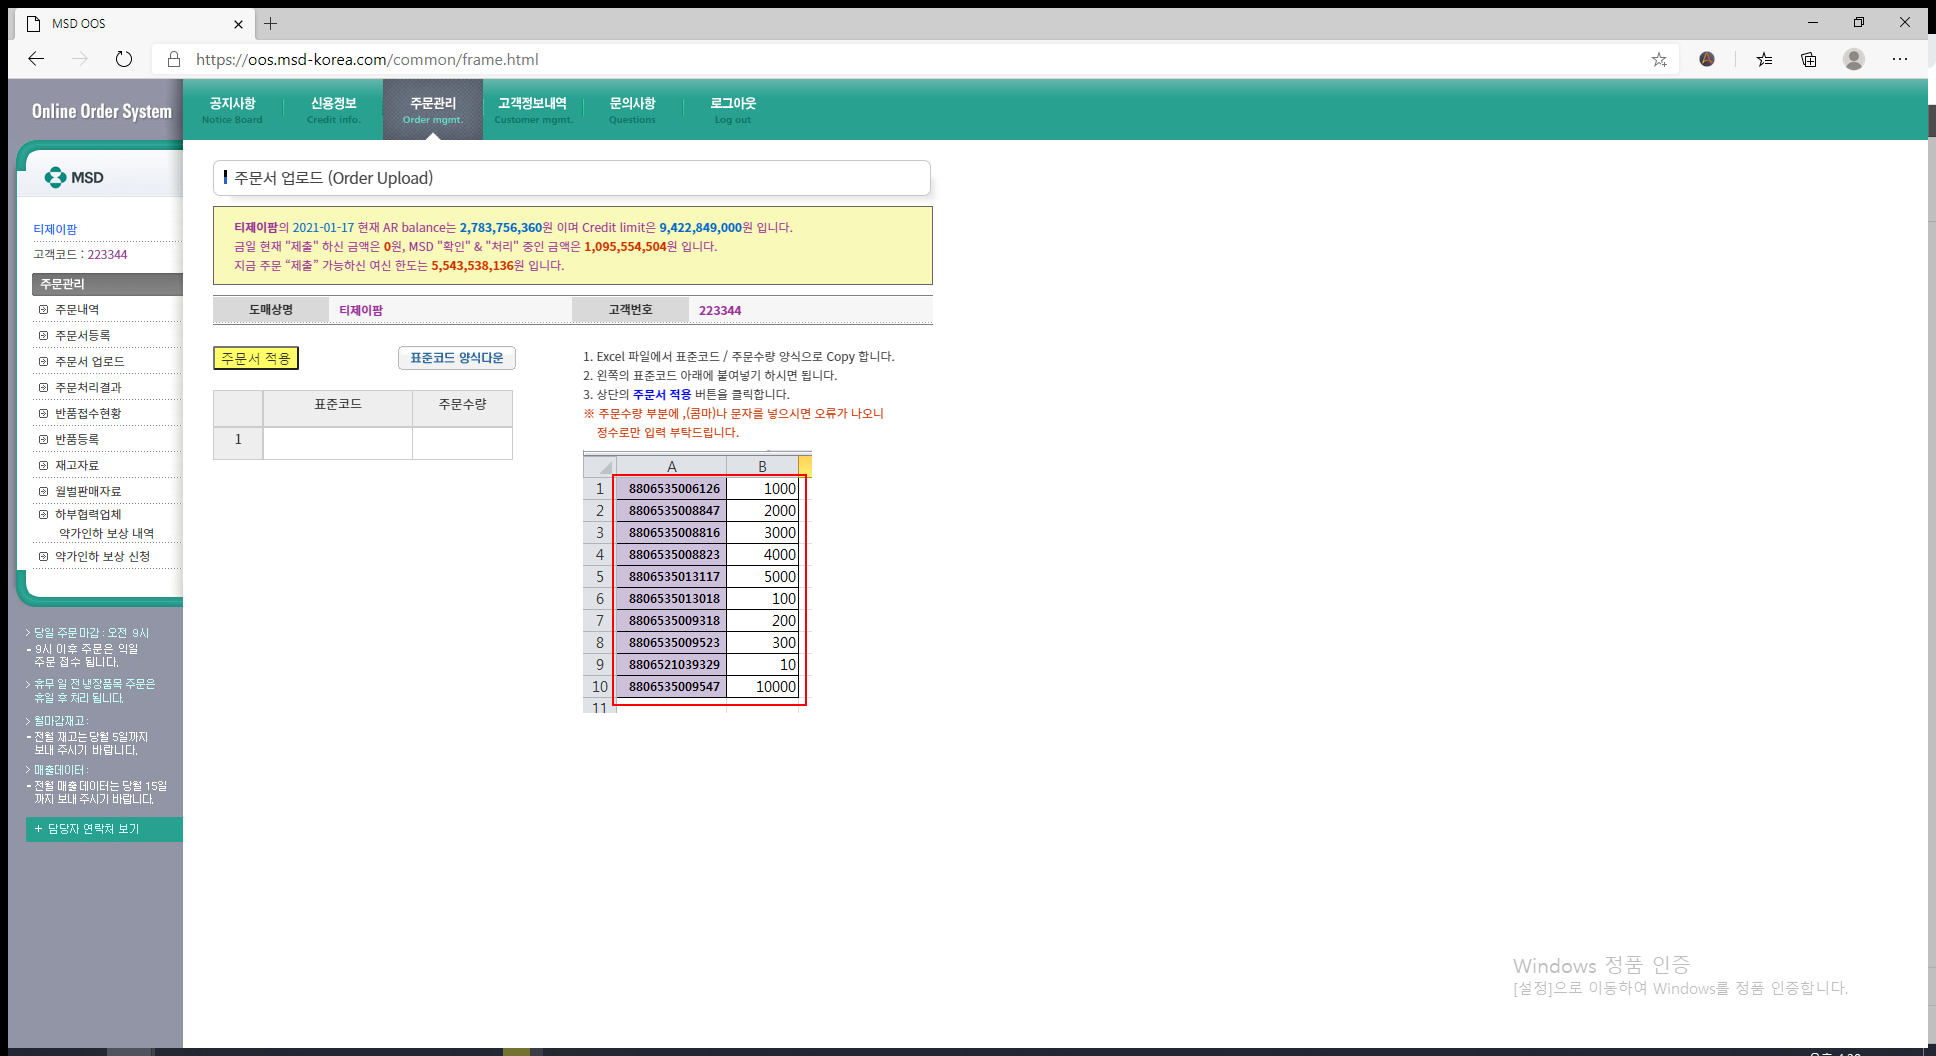 MSD OOS
https://oos.msd-korea.com/common/frame.html
Online Order System
공지사항
Notice Board
신용정보
Credit info.
주문관리
Order mgmt.
고객정보내역
Customer mgmt.
문의사항
Questions
로그아웃
Log out
MSD
티제이팜
고객코드 : 223344
주문관리
주문내역
주문서등록
주문서 업로드
주문처리결과
반품접수현황
반품등록
재고자료
월별판매자료
하부협력업체
약가인하 보상 내역
약가인하 보상 신청
> 당일 주문마감 : 오전 9시
- 9시 이후 주문은 익일
주문 접수 됩니다.
> 휴무 일 전 냉장품목 주문은
휴일 후 처리 됩니다.
> 월마감재고 :
- 전월 재고는 당월 5일까지
보내 주시기 바랍니다.
> 매출데이터 :
- 전월 매출데이터는 당월 15일
까지 보내 주시기 바랍니다.
+ 담당자 연락처 보기
주문서 업로드 (Order Upload)
티제이팜의 2021-01-17 현재 AR balance는 2,783,756,360원 이며 Credit limit은 9,422,849,000원 입니다.
금일 현재 "제출" 하신 금액은 0원, MSD "확인" & "처리" 중인 금액은 1,095,554,504원 입니다.
지금 주문 “제출” 가능하신 여신 한도는 5,543,538,136원 입니다.
도매상명 티제이팜 고객번호 223344
주문서 적용 표준코드 양식다운
표준코드 주문수량
1
1. Excel 파일에서 표준코드 / 주문수량 양식으로 Copy 합니다.
2. 왼쪽의 표준코드 아래에 붙여넣기 하시면 됩니다.
3. 상단의 주문서 적용 버튼을 클릭합니다.
※ 주문수량 부분에 ,(콤마)나 문자를 넣으시면 오류가 나오니
정수로만 입력 부탁드립니다.
A B
1 8806535006126 1000
2 8806535008847 2000
3 8806535008816 3000
4 8806535008823 4000
5 8806535013117 5000
6 8806535013018 100
7 8806535009318 200
8 8806535009523 300
9 8806521039329 10
10 8806535009547 10000
11
Windows 정품 인증
[설정]으로 이동하여 Windows를 정품 인증합니다.